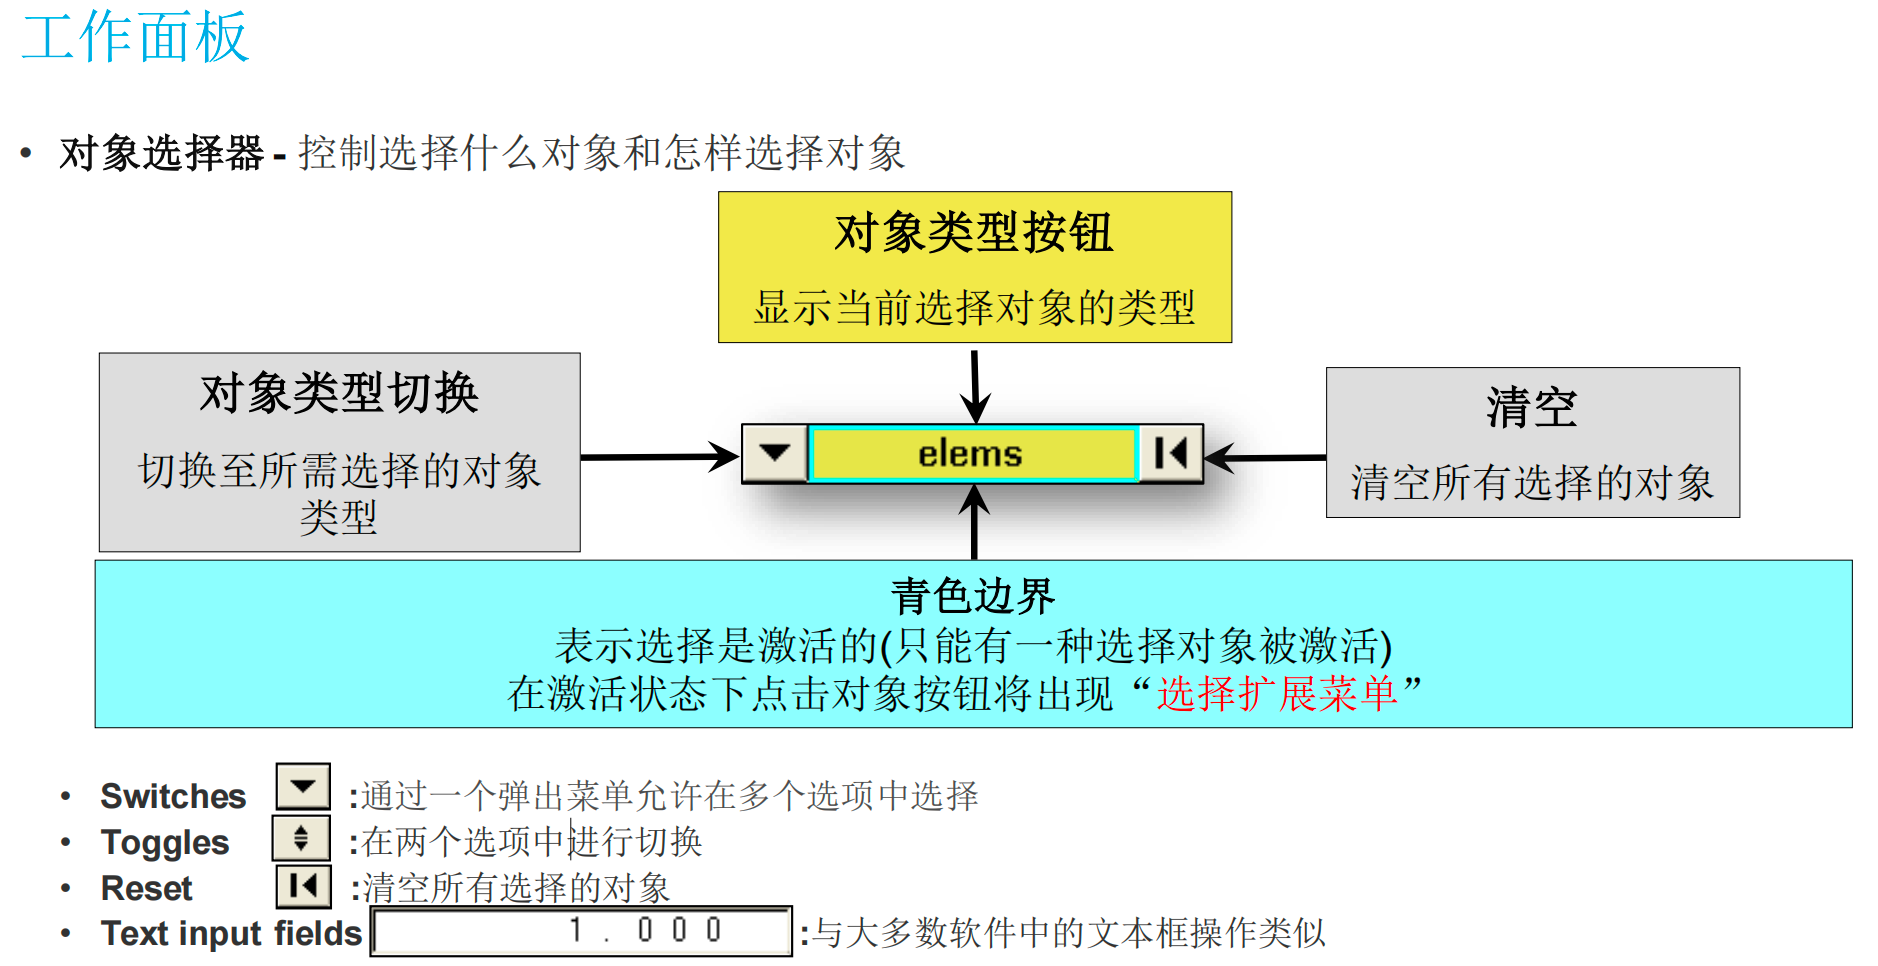 工作面板
• 对象选择器 - 控制选择什么对象和怎样选择对象
对象类型按钮
显示当前选择对象的类型
对象类型切换
切换至所需选择的对象
类型
elems
清空
清空所有选择的对象
青色边界
表示选择是激活的(只能有一种选择对象被激活)
在激活状态下点击对象按钮将出现“选择扩展菜单”
• Switches :通过一个弹出菜单允许在多个选项中选择
• Toggles :在两个选项中进行切换
• Reset :清空所有选择的对象
• Text input fields 1.000 :与大多数软件中的文本框操作类似